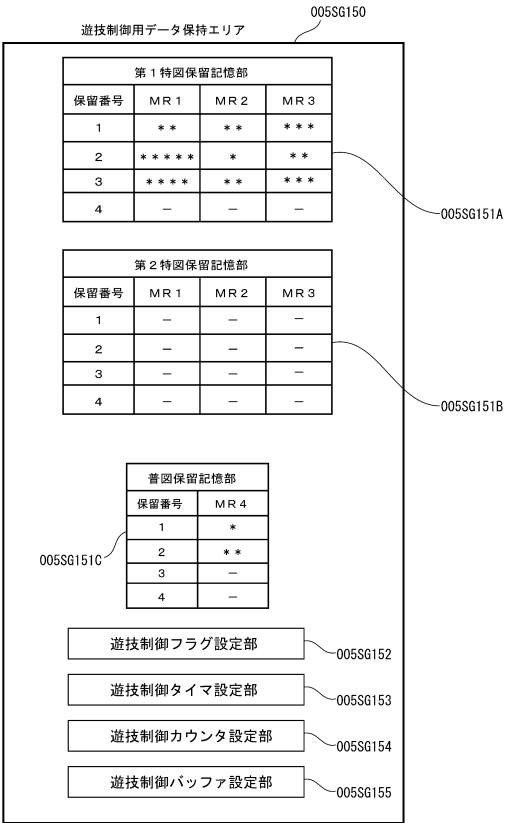 005SG150
遊技制御用データ保持エリア
第１特図保留記憶部
保留番号 ＭＲ１ ＭＲ２ ＭＲ３
1 ** ** ***
2 ***** * **
3 **** ** ***
4 − − −
005SG151A
第２特図保留記憶部
保留番号 ＭＲ１ ＭＲ２ ＭＲ３
1 − − −
2 − − −
3 − − −
4 − − −
005SG151B
普図保留記憶部
保留番号 ＭＲ４
1 *
2 **
005SG151C
3 −
4 −
遊技制御フラグ設定部 005SG152
遊技制御タイマ設定部 005SG153
遊技制御カウンタ設定部 005SG154
遊技制御バッファ設定部 005SG155